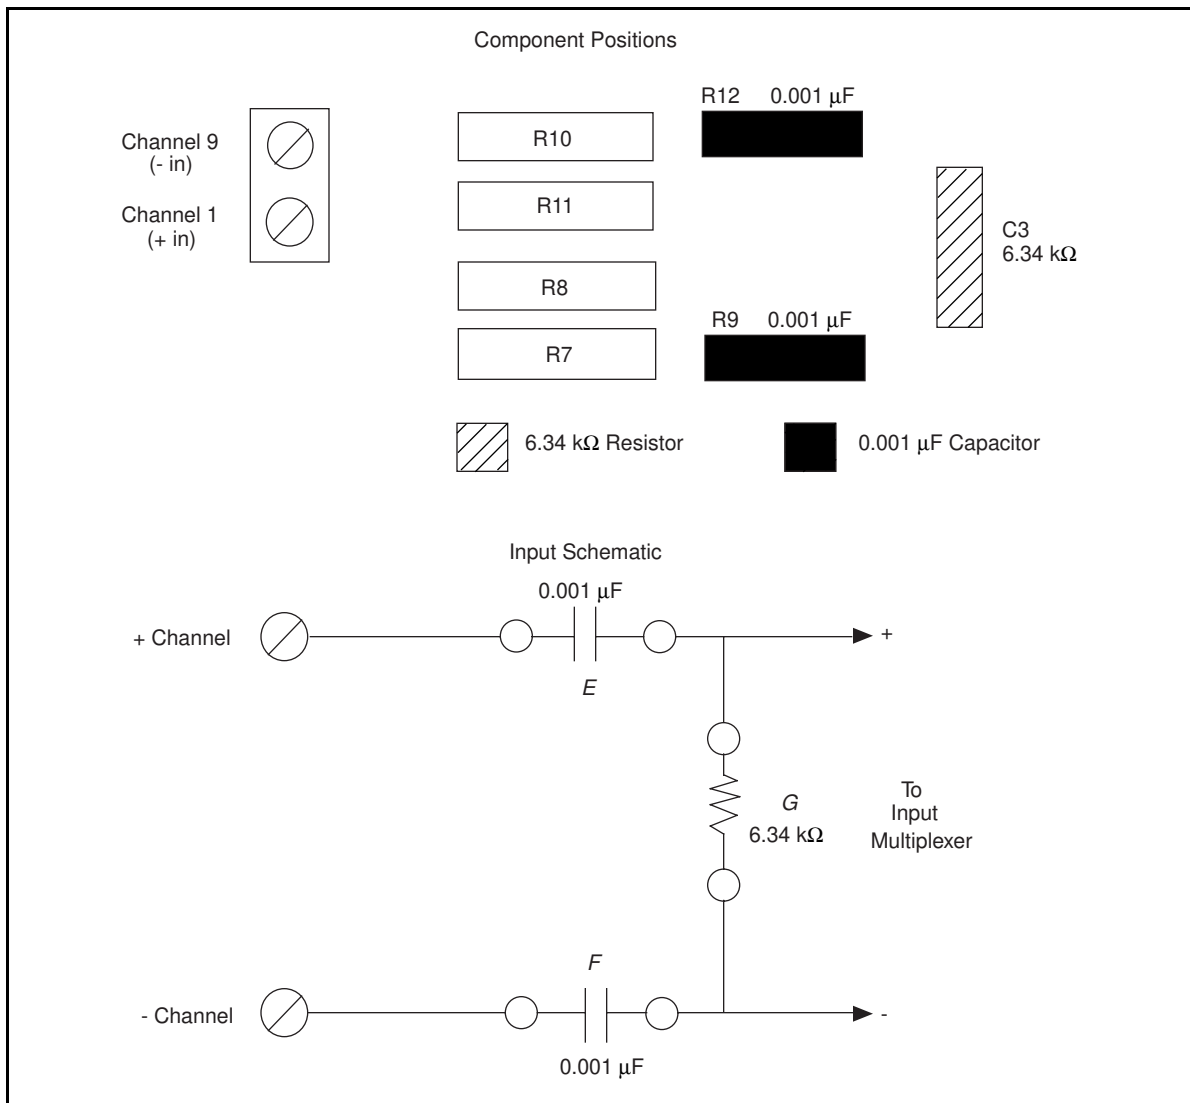 Component Positions
R12 0.001 μF
Channel 9
(- in)
R10
Channel 1
(+ in)
R11
C3
6.34 kΩ
R8
R9 0.001 μF
R7
6.34 kΩ Resistor
0.001 μF Capacitor
Input Schematic
0.001 μF
+ Channel
+
E
G
6.34 kΩ
To
Input
Multiplexer
F
- Channel
-
0.001 μF